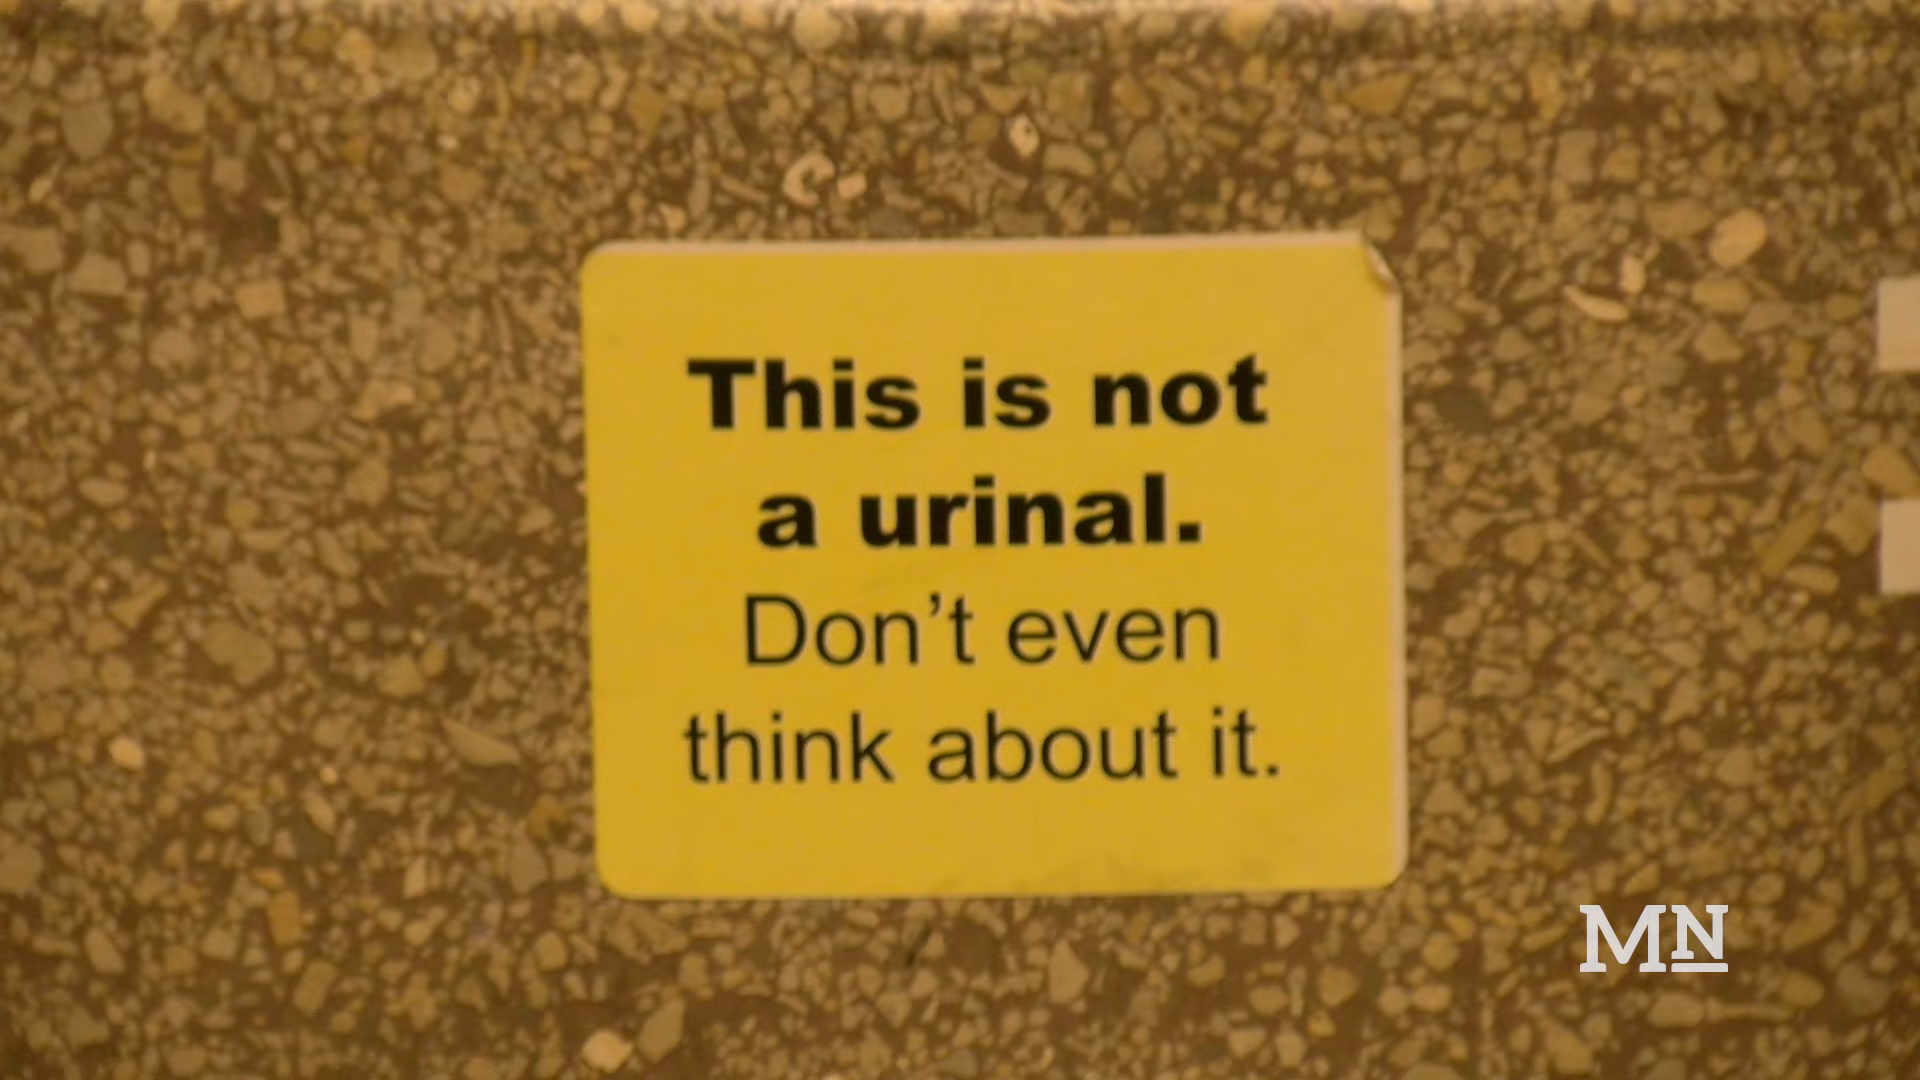 This is not
a urinal.
Don't even
think about it.
MN